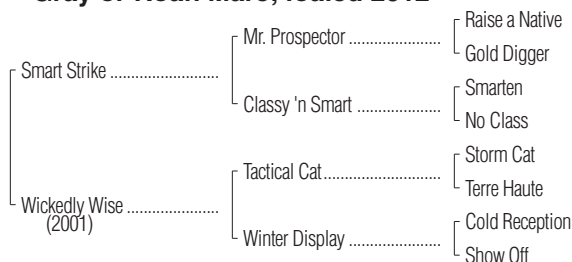 Gray or Roan Mare; foaled 2012
Raise a Native
Mr. Prospector ......................
Gold Digger
Smart Strike ..........................
Smarten
Classy 'n Smart ....................
No Class
Storm Cat
Tactical Cat............................
Terre Haute
Wickedly Wise ......................
(2001)
Cold Reception
Winter Display ......................
Show Off